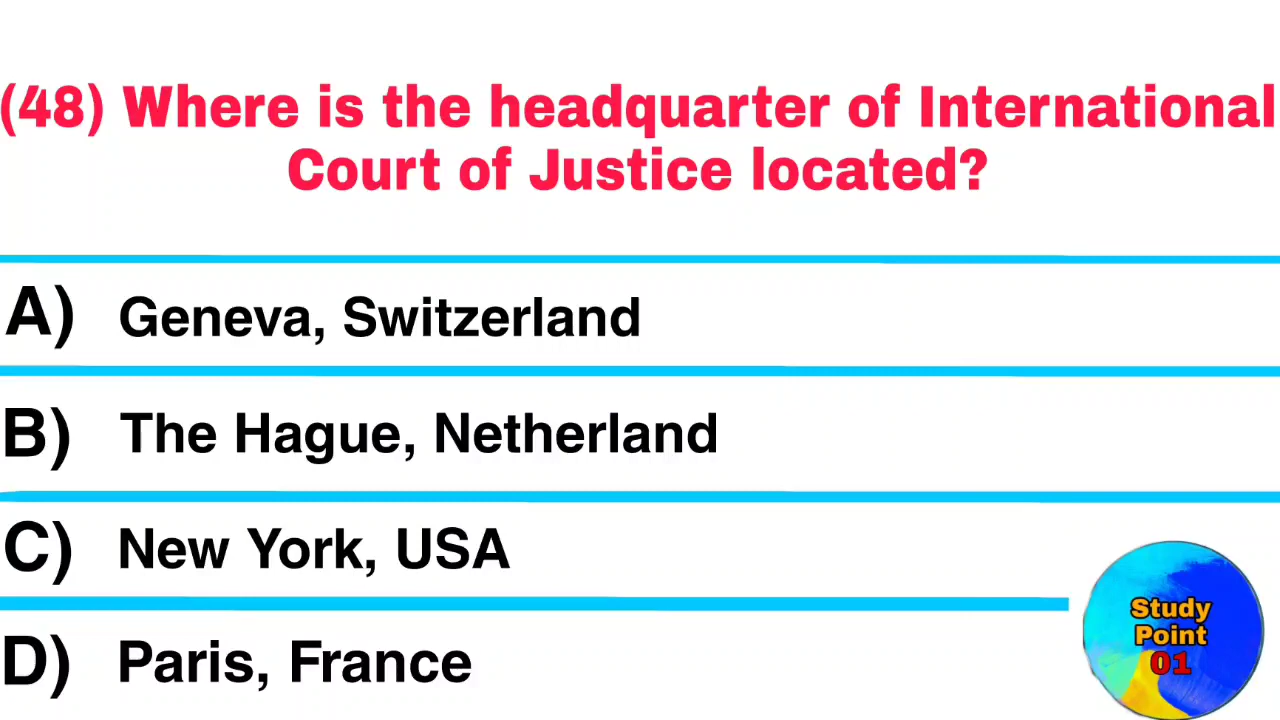 (48) Where is the headquarter of International
Court of Justice located?
A) Geneva, Switzerland
B) The Hague, Netherland
C) New York, USA
D) Paris, France
Study
Point
01